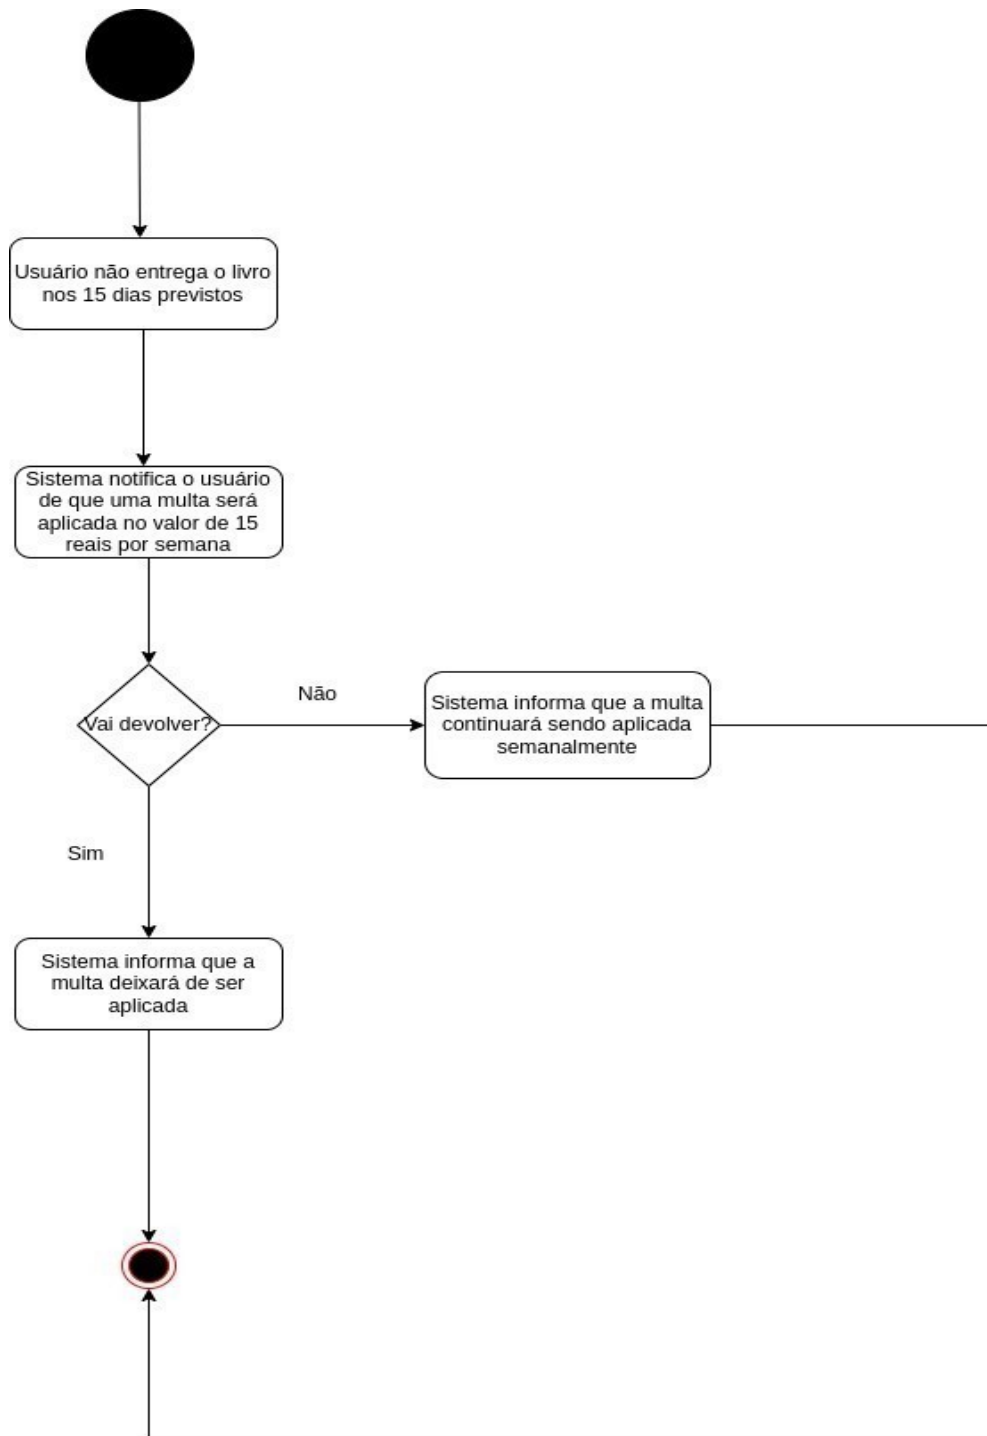 Usuário não entrega o livro
nos 15 dias previstos
Sistema notifica o usuário
de que uma multa será
aplicada no valor de 15
reais por semana
Vai devolver?
Não
Sistema informa que a multa
continuará sendo aplicada
semanalmente
Sim
Sistema informa que a
multa deixará de ser
aplicada